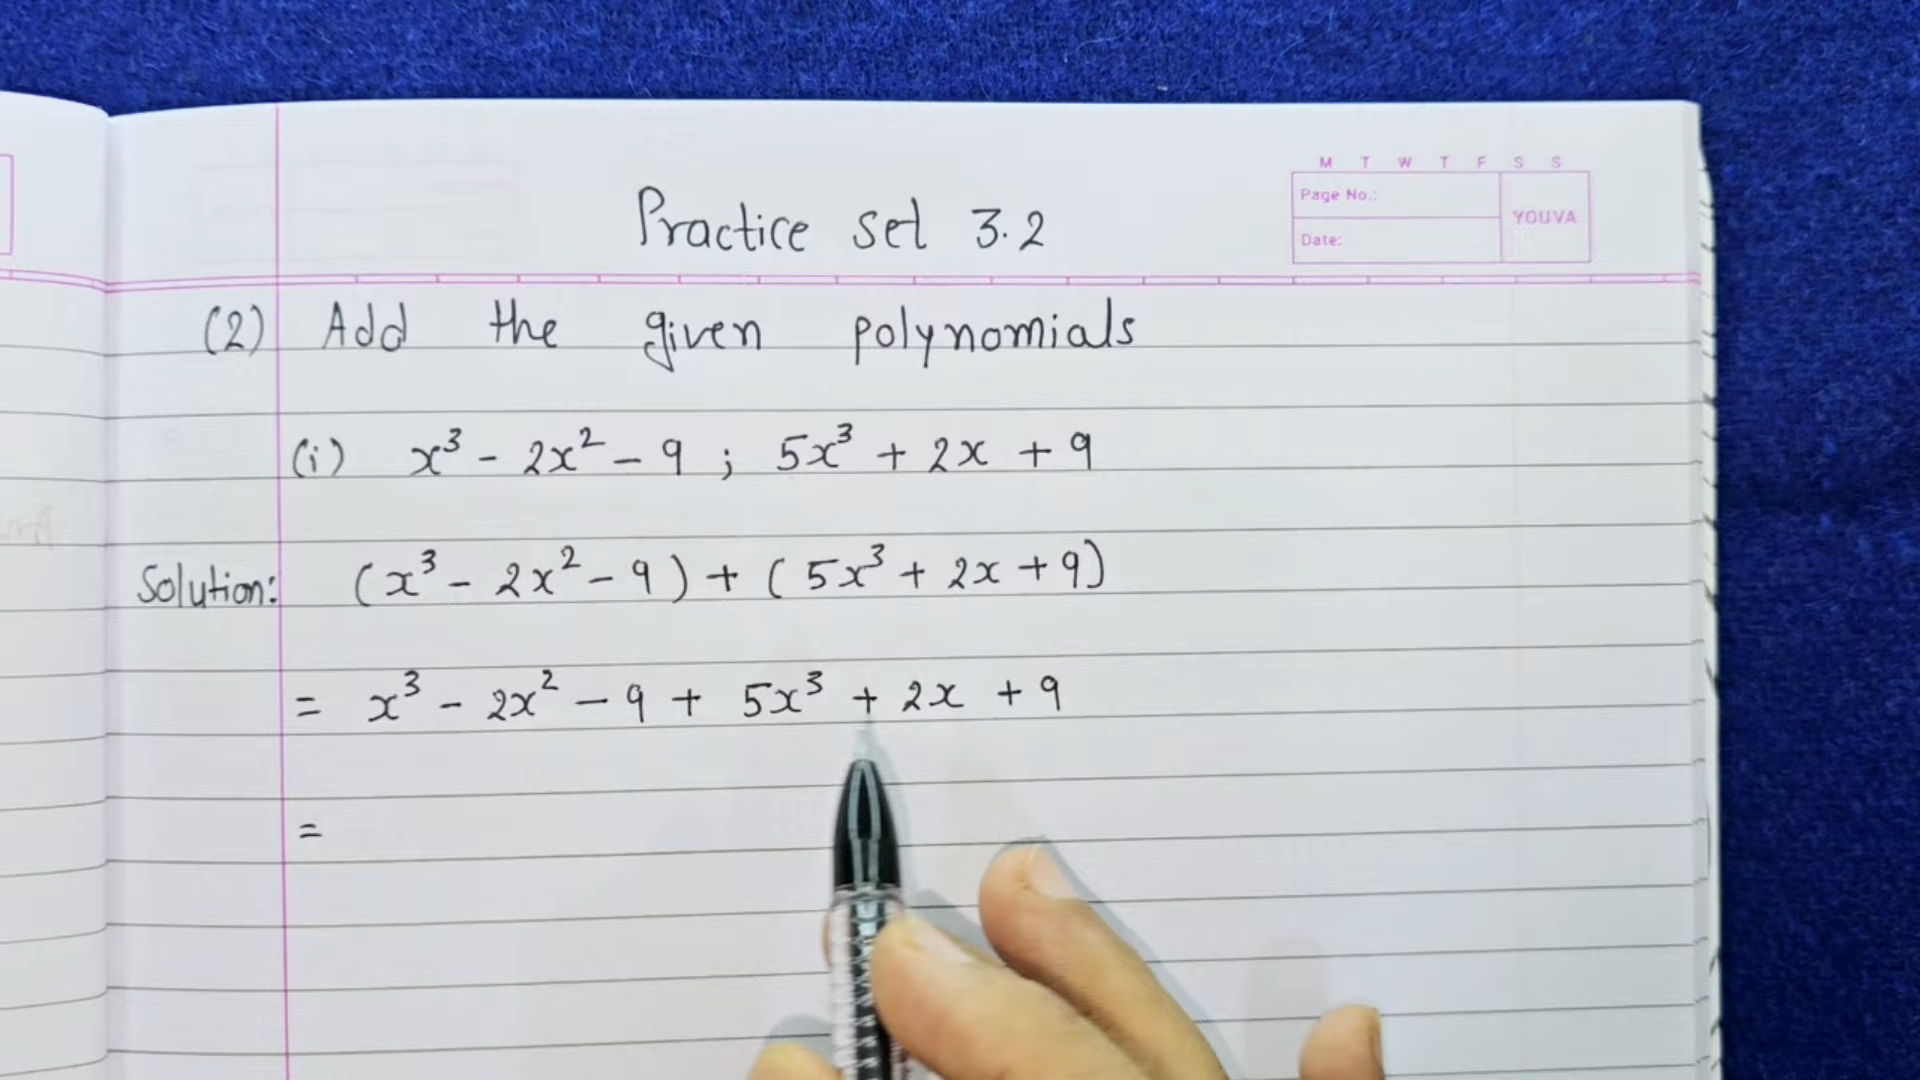 Practice set 3.2
M T W T F S S
Page No.:
YOUVA
Date:
(2) Add the given polynomials
(i) x³ - 2x² - 9 ; 5x³ + 2x + 9
Solution: (x³ - 2x² - 9) + (5x³ + 2x + 9)
= x³ - 2x² - 9 + 5x³ + 2x + 9
=